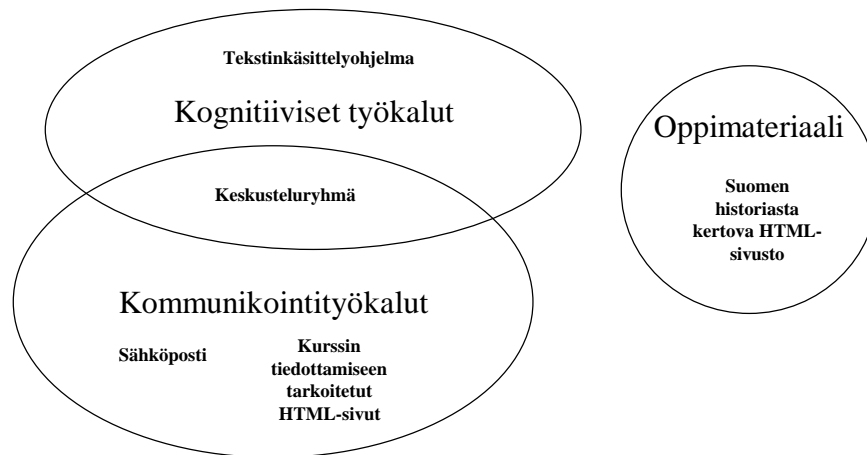 Tekstinkäsittelyohjelma
Kognitiiviset työkalut
Keskusteluryhmä
Kommunikointityökalut
Sähköposti
Kurssin
tiedottamiseen
tarkoitetut
HTML-sivut
Oppimateriaali
Suomen
historiasta
kertova HTML-
sivusto